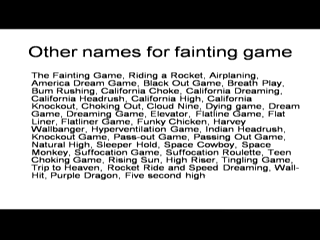 Other names for fainting game
The Fainting Game, Riding a Rocket, Airplaning,
America Dream Game, Black Out Game, Breath Play,
Bum Rushing, California Choke, California Dreaming,
California Headrush, California High, California
Knockout, Choking Out, Cloud Nine, Dying game, Dream
Game, Dreaming Game, Elevator, Flatline Game, Flat
Liner, Flatliner Game, Funky Chicken, Harvey
Wallbanger, Hyperventilation Game, Indian Headrush,
Knockout Game, Pass-out Game, Passing Out Game,
Natural High, Sleeper Hold, Space Cowboy, Space
Monkey, Suffocation Game, Suffocation Roulette, Teen
Choking Game, Rising Sun, High Riser, Tingling Game,
Trip to Heaven, Rocket Ride and Speed Dreaming, Wall-
Hit, Purple Dragon, Five second high